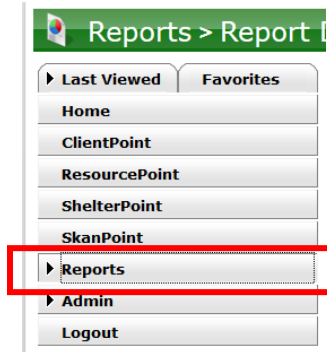 Reports > Report
Last Viewed Favorites
Home
ClientPoint
ResourcePoint
ShelterPoint
SkanPoint
Reports
Admin
Logout